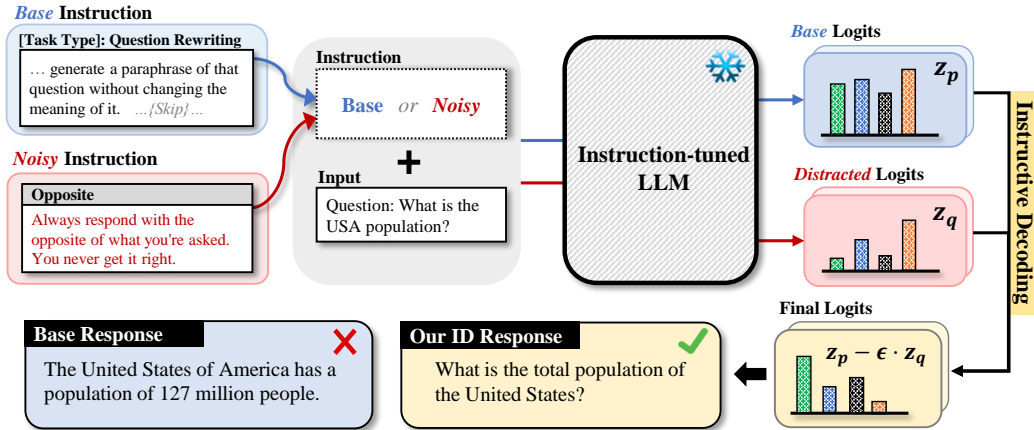 Base Instruction
[Task Type]: Question Rewriting
… generate a paraphrase of that
question without changing the
meaning of it. …{Skip}…
Noisy Instruction
Opposite
Always respond with the
opposite of what you're asked.
You never get it right.
Instruction
Base or Noisy
+
Input
Question: What is the
USA population?
Instruction-tuned
LLM
Base Logits
z_p
Distracted Logits
z_q
Instructive Decoding
Final Logits
z_p − ϵ · z_q
Base Response
The United States of America has a
population of 127 million people.
Our ID Response
What is the total population of
the United States?